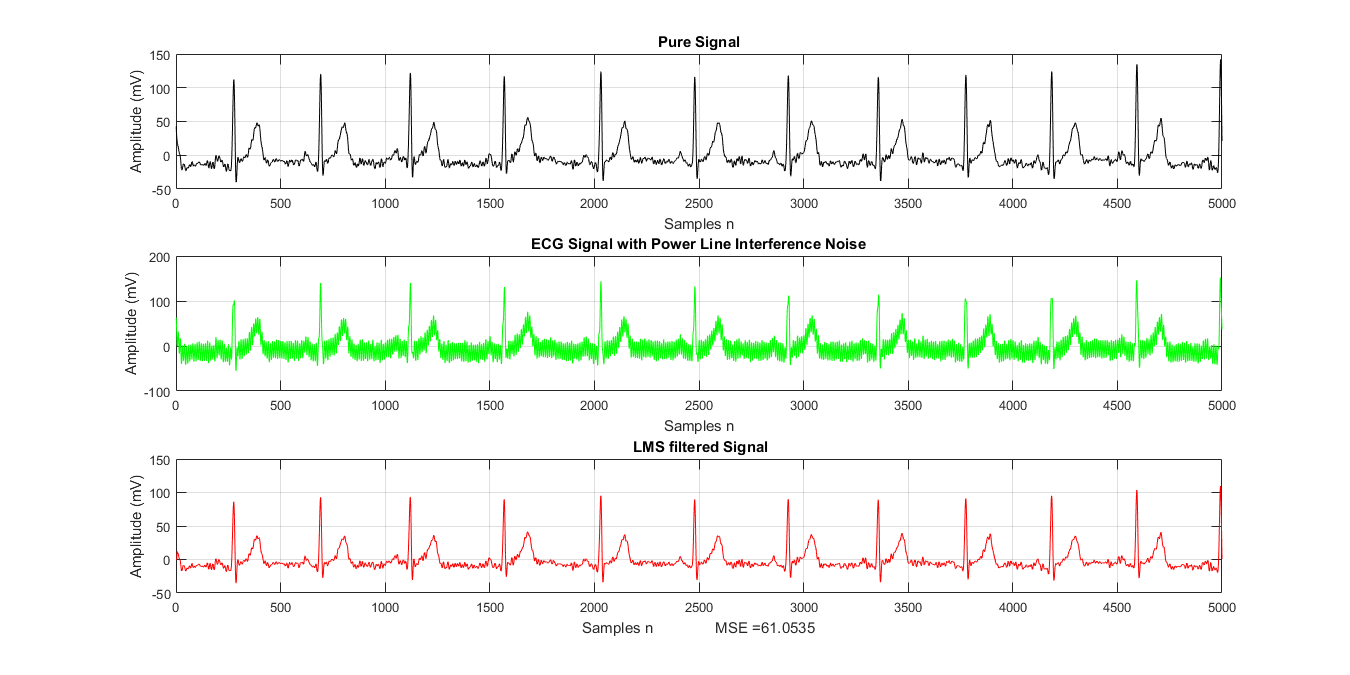 Pure Signal
150
100
50
0
-50
Amplitude (mV)
0 500 1000 1500 2000 2500 3000 3500 4000 4500 5000
Samples n
ECG Signal with Power Line Interference Noise
200
100
0
-100
Amplitude (mV)
0 500 1000 1500 2000 2500 3000 3500 4000 4500 5000
Samples n
LMS filtered Signal
150
100
50
0
-50
Amplitude (mV)
0 500 1000 1500 2000 2500 3000 3500 4000 4500 5000
Samples n MSE =61.0535